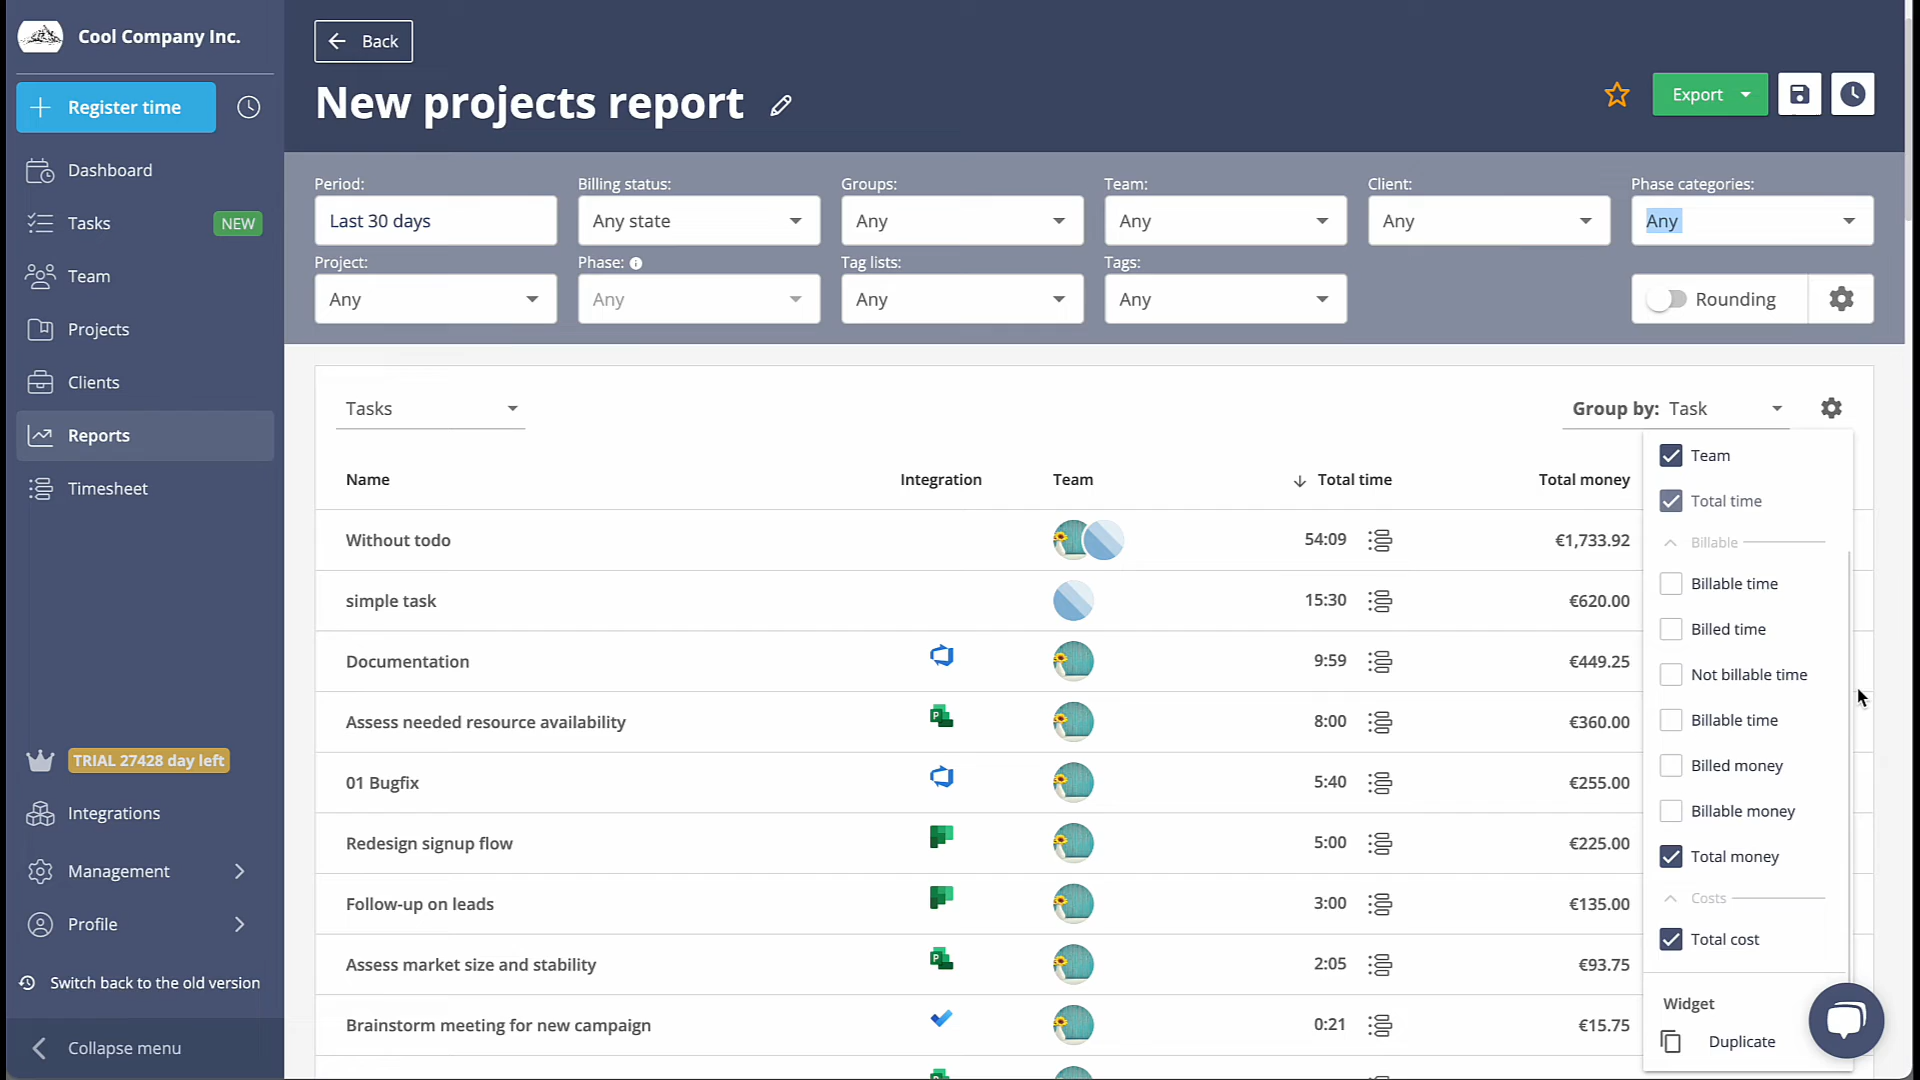 Cool Company Inc.
Register time
Dashboard
Tasks NEW
Team
Projects
Clients
Reports
Timesheet
TRIAL 27428 day left
Integrations
Management
Profile
Switch back to the old version
Collapse menu
Back
New projects report
Export
Period: Billing status: Groups: Team: Client: Phase categories:
Last 30 days Any state Any Any Any Any
Project: Phase: Tag lists: Tags:
Any Any Any Any Rounding
Tasks Group by: Task
Name Integration Team Total time Total money
Without todo 54:09 €1,733.92
simple task 15:30 €620.00
Documentation 9:59 €449.25
Assess needed resource availability 8:00 €360.00
01 Bugfix 5:40 €255.00
Redesign signup flow 5:00 €225.00
Follow-up on leads 3:00 €135.00
Assess market size and stability 2:05 €93.75
Brainstorm meeting for new campaign 0:21 €15.75
Team
Total time
Billable
Billable time
Billed time
Not billable time
Billable time
Billed money
Billable money
Total money
Costs
Total cost
Widget
Duplicate